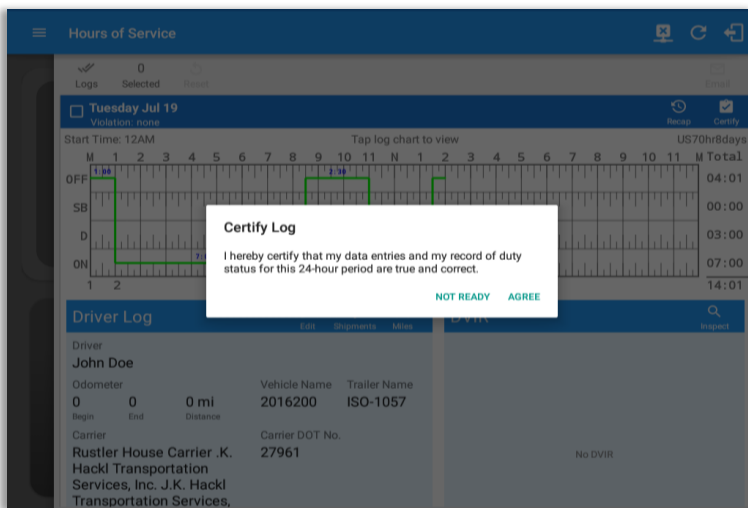 Hours of Service
Logs
0
Selected
Reset
Email
Tuesday Jul 19
Violation: none
Recap
Certify
Start Time: 12AM
Tap log chart to view
US70hr8days
M 1 2 3 4 5 6 7 8 9 10 11 N 1 2 3 4 5 6 7 8 9 10 11 M Total
OFF 1:00 2:30 04:01
SB 00:00
D 03:00
ON 07:00
1 2 14:01
Certify Log
I hereby certify that my data entries and my record of duty
status for this 24-hour period are true and correct.
NOT READY AGREE
Driver Log
Edit Shipments Miles
DVIR
Inspect
Driver
John Doe
Odometer Vehicle Name Trailer Name
0 0 0 mi 2016200 ISO-1057
Begin End Distance
Carrier Carrier DOT No.
Rustler House Carrier .K. 27961
Hackl Transportation
Services, Inc. J.K. Hackl
Transportation Services,
No DVIR